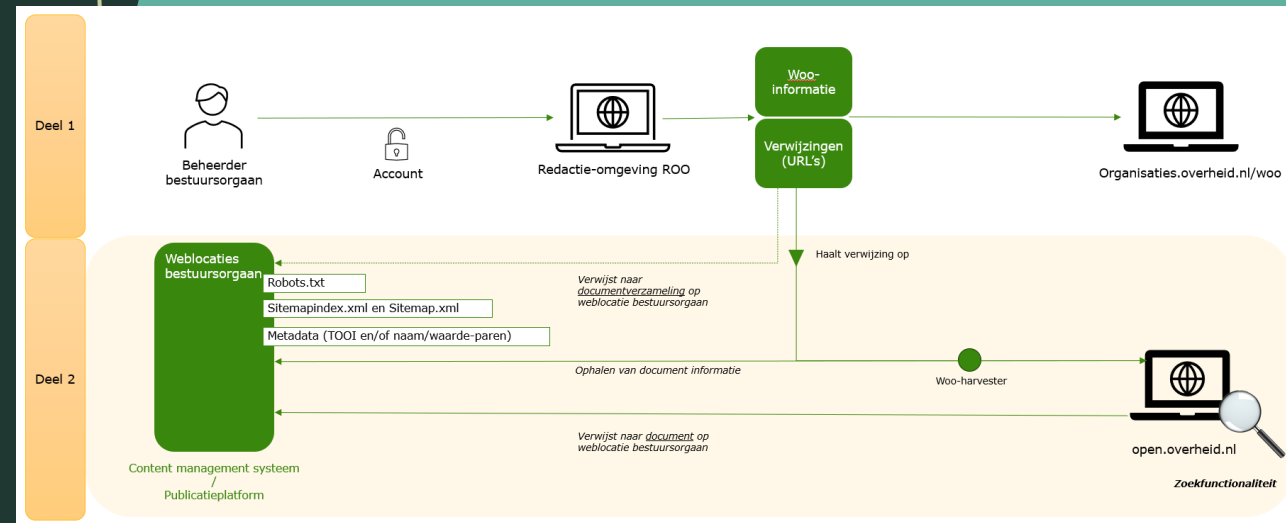 Deel 1
Beheerder
bestuursorgaan
Account
Redactie-omgeving ROO
Woo-
informatie
Verwijzingen
(URL's)
Organisaties.overheid.nl/woo
Deel 2
Weblocaties
bestuursorgaan
Robots.txt
Sitemapindex.xml en Sitemap.xml
Metadata (TOOI en/of naam/waarde-paren)
Verwijst naar
documentverzameling op
weblocatie bestuursorgaan
Haalt verwijzing op
Ophalen van document informatie
Woo-harvester
Verwijst naar document op
weblocatie bestuursorgaan
open.overheid.nl
Zoekfunctionaliteit
Content management systeem
/
Publicatieplatform